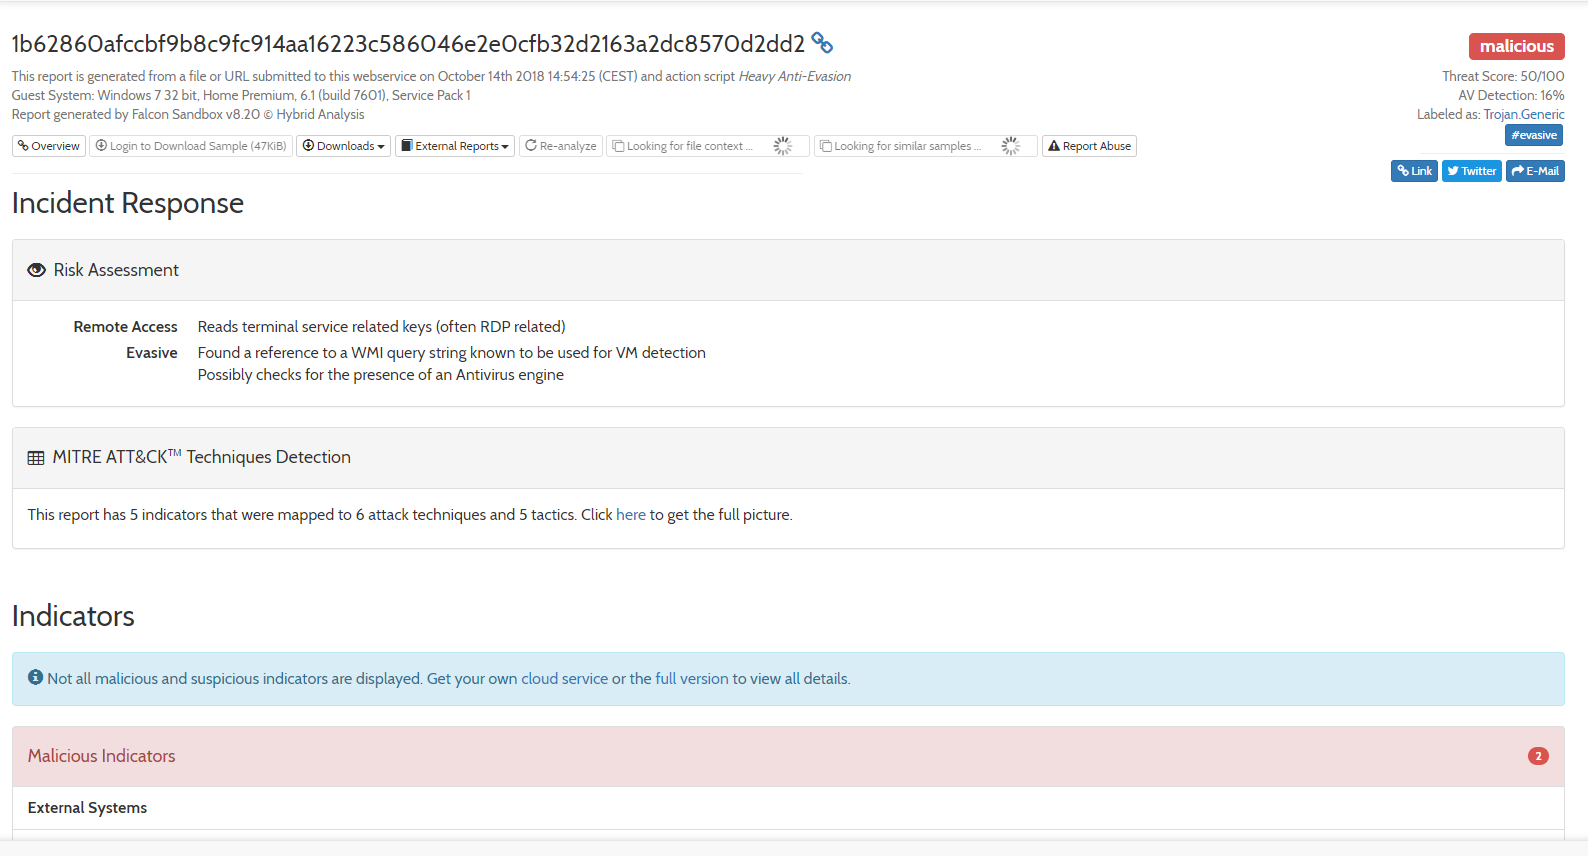 1b62860afccbf9b8c9fc914aa16223c586046e2e0cfb32d2163a2dc8570d2dd2
malicious
This report is generated from a file or URL submitted to this webservice on October 14th 2018 14:54:25 (CEST) and action script Heavy Anti-Evasion
Threat Score: 50/100
Guest System: Windows 7 32 bit, Home Premium, 6.1 (build 7601), Service Pack 1
AV Detection: 16%
Report generated by Falcon Sandbox v8.20 © Hybrid Analysis
Labeled as: Trojan.Generic
#evasive
Overview Login to Download Sample (47KiB) Downloads External Reports Re-analyze Looking for file context ... Looking for similar samples ... Report Abuse
Link Twitter E-Mail
Incident Response
Risk Assessment
Remote Access Reads terminal service related keys (often RDP related)
Evasive Found a reference to a WMI query string known to be used for VM detection
Possibly checks for the presence of an Antivirus engine
MITRE ATT&CK™ Techniques Detection
This report has 5 indicators that were mapped to 6 attack techniques and 5 tactics. Click here to get the full picture.
Indicators
Not all malicious and suspicious indicators are displayed. Get your own cloud service or the full version to view all details.
Malicious Indicators 2
External Systems